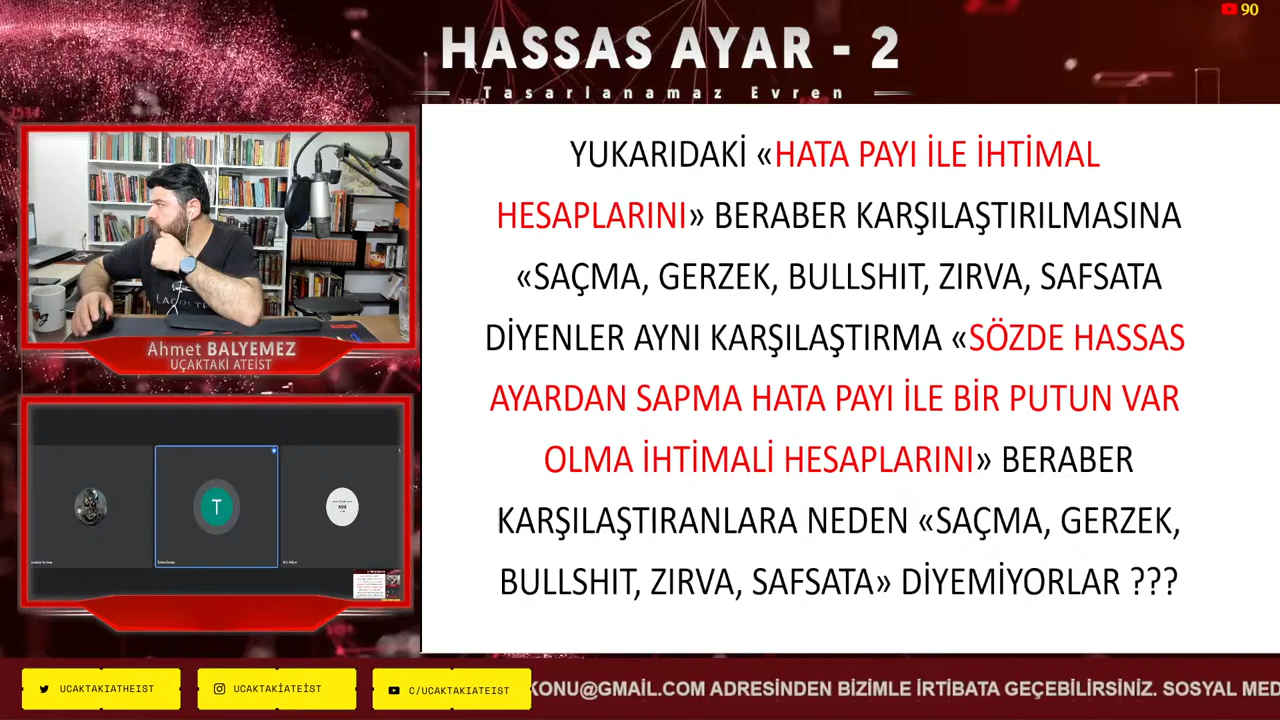 90
HASSAS AYAR - 2
Tasarlanamaz Evren
YUKARIDAKİ «HATA PAYI İLE İHTİMAL
HESAPLARINI» BERABER KARŞILAŞTIRILMASINA
«SAÇMA, GERZEK, BULLSHIT, ZIRVA, SAFSATA
DİYENLER AYNI KARŞILAŞTIRMA «SÖZDE HASSAS
AYARDAN SAPMA HATA PAYI İLE BİR PUTUN VAR
OLMA İHTİMALİ HESAPLARINI» BERABER
KARŞILAŞTIRANLARA NEDEN «SAÇMA, GERZEK,
BULLSHIT, ZIRVA, SAFSATA» DİYEMİYORLAR ???
Ahmet BALYEMEZ
UÇAKTAKİ ATEİST
T
UCAKTAKIATHEIST
UCAKTAKİATEİST
C/UCAKTAKIATEIST
KONU@GMAIL.COM ADRESİNDEN BİZİMLE İRTİBATA GEÇEBİLİRSİNİZ. SOSYAL MED